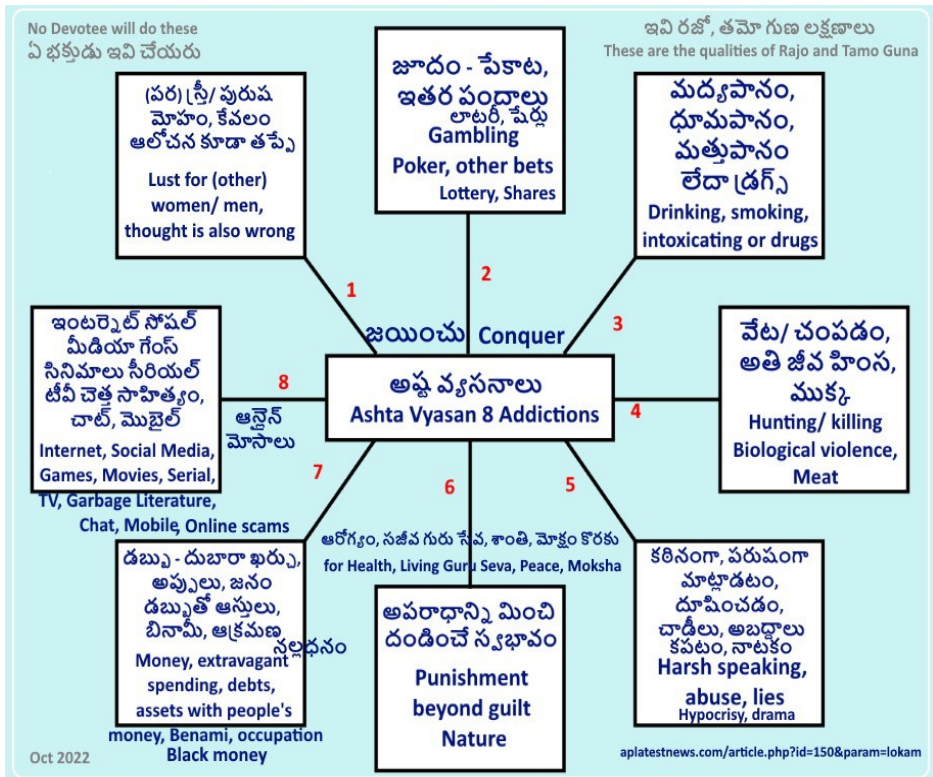 No Devotee will do these
ఏ భక్తుడు ఇవి చేయరు
ఇవి రజో, తమో గుణ లక్షణాలు
These are the qualities of Rajo and Tamo Guna
(పర) స్త్రీ/ పురుష
మోహం, కేవలం
ఆలోచన కూడా తప్పే
Lust for (other)
women/ men,
thought is also wrong
1
జూదం - పేకాట,
ఇతర పందాలు
లాటరీ, షేర్లు
Gambling
Poker, other bets
Lottery, Shares
2
మద్యపానం,
ధూమపానం,
మత్తుపానం
లేదా డ్రగ్స్
Drinking, smoking,
intoxicating or drugs
3
జయించు Conquer
అష్ట వ్యసనాలు
Ashta Vyasan 8 Addictions
వేట/ చంపడం,
అతి జీవ హింస,
ముక్క
Hunting/ killing
Biological violence,
Meat
4
కఠినంగా, పరుషంగా
మాట్లాడటం,
దూషించడం,
చాడీలు, అబద్ధాలు
కపటం, నాటకం
Harsh speaking,
abuse, lies
Hypocrisy, drama
5
ఆరోగ్యం, సజీవ గురు సేవ, శాంతి, మోక్షం కొరకు
for Health, Living Guru Seva, Peace, Moksha
6
అపరాధాన్ని మించి
దండించే స్వభావం
Punishment
beyond guilt
Nature
7
డబ్బు - దుబారా ఖర్చు,
అప్పులు, జనం
డబ్బుతో ఆస్తులు,
బినామీ, ఆక్రమణ
నల్లధనం
Money, extravagant
spending, debts,
assets with people's
money, Benami, occupation
Black money
8
ఇంటర్నెట్ సోషల్
మీడియా గేంస్
సినిమాలు సీరియల్
టీవీ చెత్త సాహిత్యం,
చాట్, మొబైల్
ఆన్లైన్
మోసాలు
Internet, Social Media,
Games, Movies, Serial,
TV, Garbage Literature,
Chat, Mobile, Online scams
Oct 2022
aplatestnews.com/article.php?id=150&param=lokam